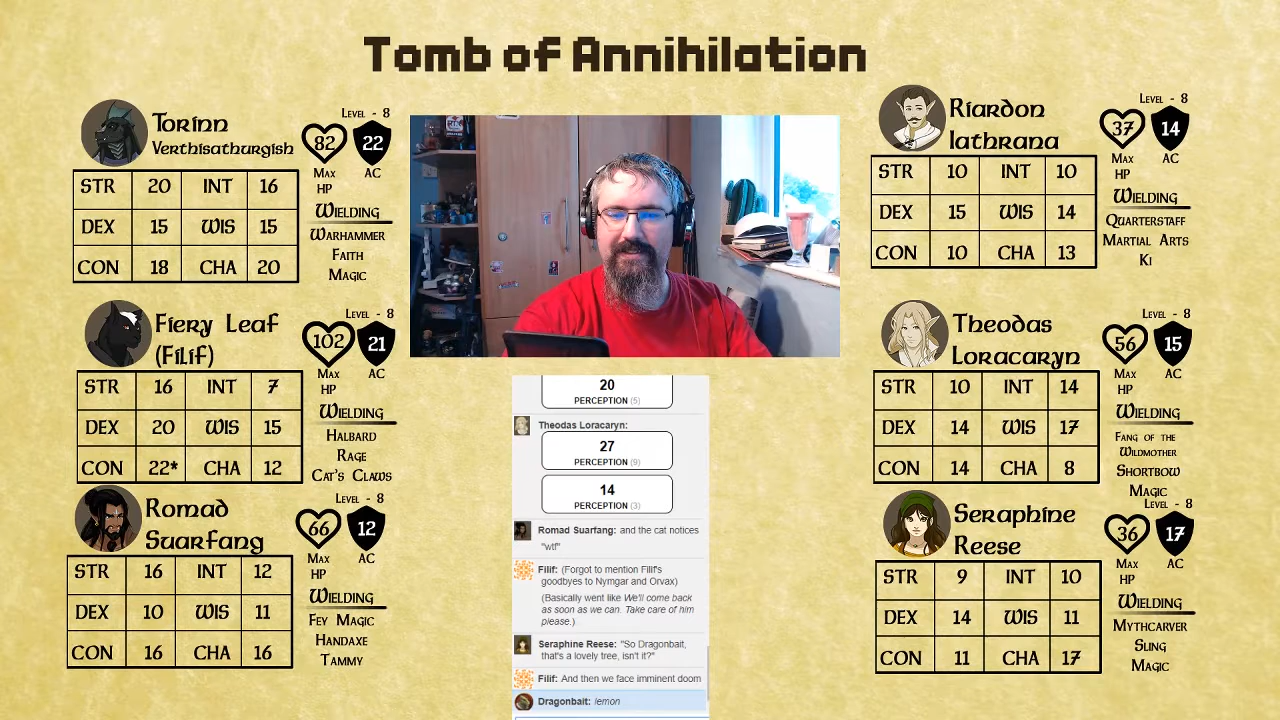 Tomb of Annihilation
Torinn
Verthisathurgish
Level - 8
82
22
Max HP
AC
STR 20 INT 16
DEX 15 WIS 15
CON 18 CHA 20
Wielding
Warhammer
Faith
Magic
Fiery Leaf
(Filif)
Level - 8
102
21
Max HP
AC
STR 16 INT 7
DEX 20 WIS 15
CON 22* CHA 12
Wielding
Halbard
Rage
Cat's Claws
Romad
Suarfang
Level - 8
66
12
Max HP
AC
STR 16 INT 12
DEX 10 WIS 11
CON 16 CHA 16
Wielding
Fey Magic
Handaxe
Tammy
20
PERCEPTION (5)
Theodas Loracaryn:
27
PERCEPTION (9)
14
PERCEPTION (3)
Romad Suarfang: and the cat notices
"wtf"
Filif: (Forgot to mention Filif's
goodbyes to Nymgar and Orvax)
(Basically went like We'll come back
as soon as we can. Take care of him
please.)
Seraphine Reese: "So Dragonbait,
that's a lovely tree, isn't it?"
Filif: And then we face imminent doom
Dragonbait: lemon
Riardon
Iathrana
Level - 8
37
14
Max HP
AC
STR 10 INT 10
DEX 15 WIS 14
CON 10 CHA 13
Wielding
Quarterstaff
Martial Arts
Ki
Theodas
Loracaryn
Level - 8
56
15
Max HP
AC
STR 10 INT 14
DEX 14 WIS 17
CON 14 CHA 8
Wielding
Fang of the
Wildmother
Shortbow
Magic
Seraphine
Reese
Level - 8
36
17
Max HP
AC
STR 9 INT 10
DEX 14 WIS 11
CON 11 CHA 17
Wielding
Mythcarver
Sling
Magic